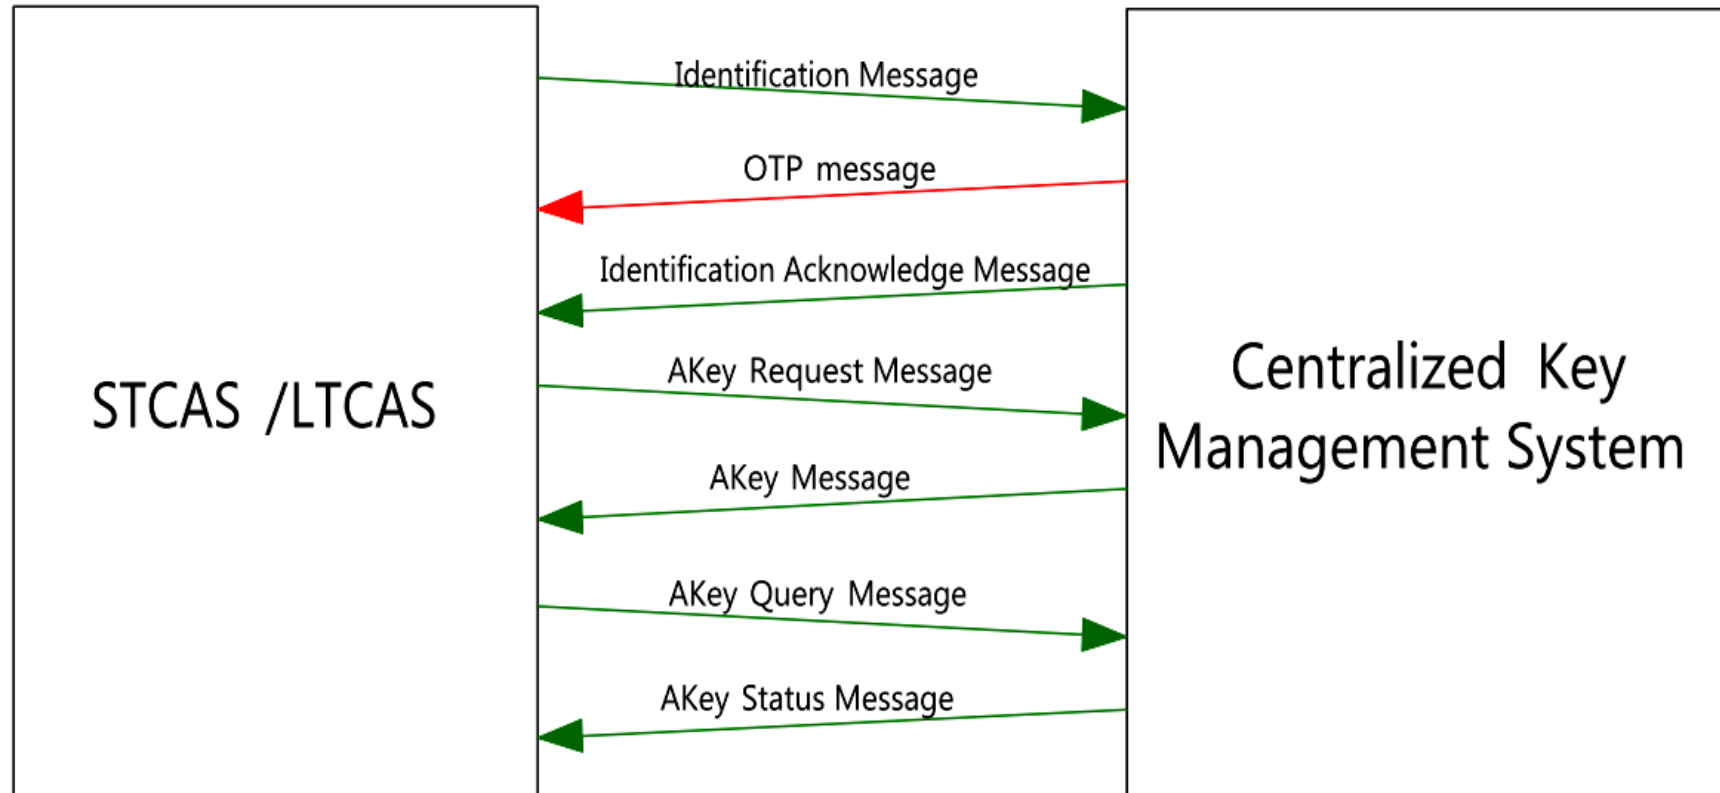 Identification Message
OTP message
Identification Acknowledge Message
AKey Request Message
AKey Message
AKey Query Message
AKey Status Message
STCAS /LTCAS
Centralized Key
Management System